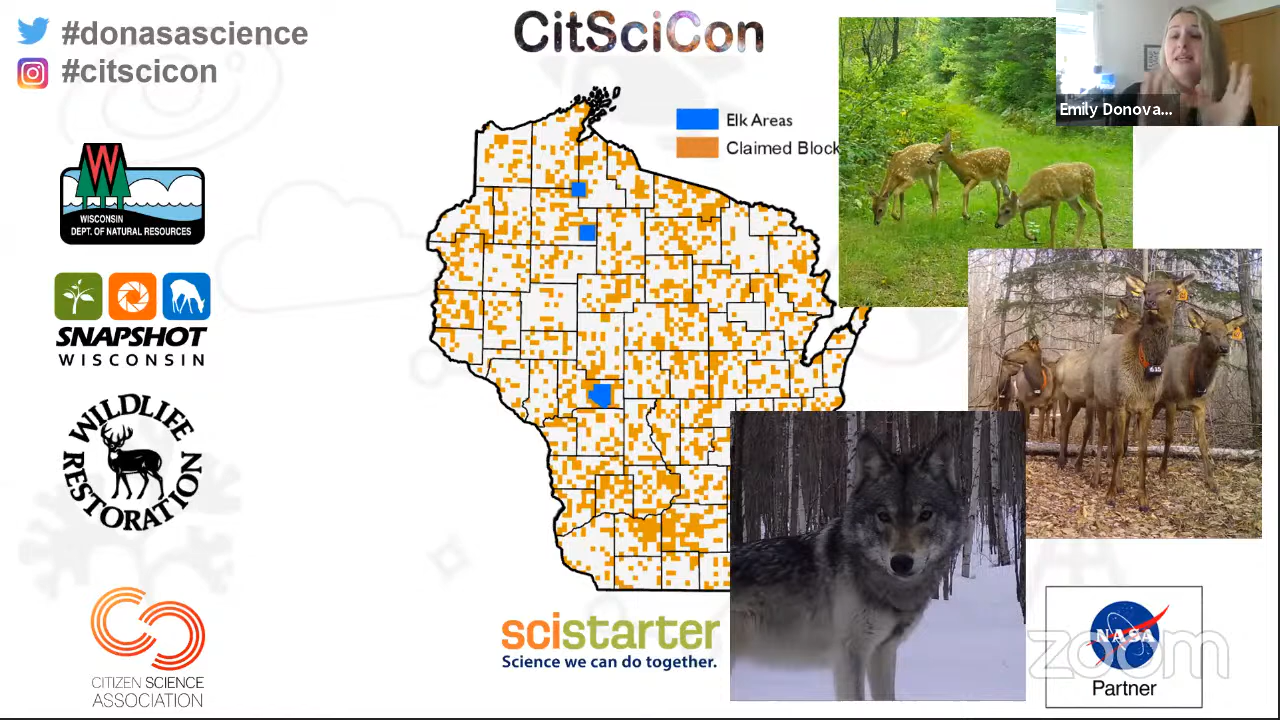 #donasascience
#citscicon
CitSciCon
Elk Areas
Claimed Block
Emily Donova...
WISCONSIN
DEPT. OF NATURAL RESOURCES
SNAPSHOT
WISCONSIN
WILDLIFE
RESTORATION
CITIZEN SCIENCE
ASSOCIATION
scistarter
Science we can do together.
NASA
Partner
zoom